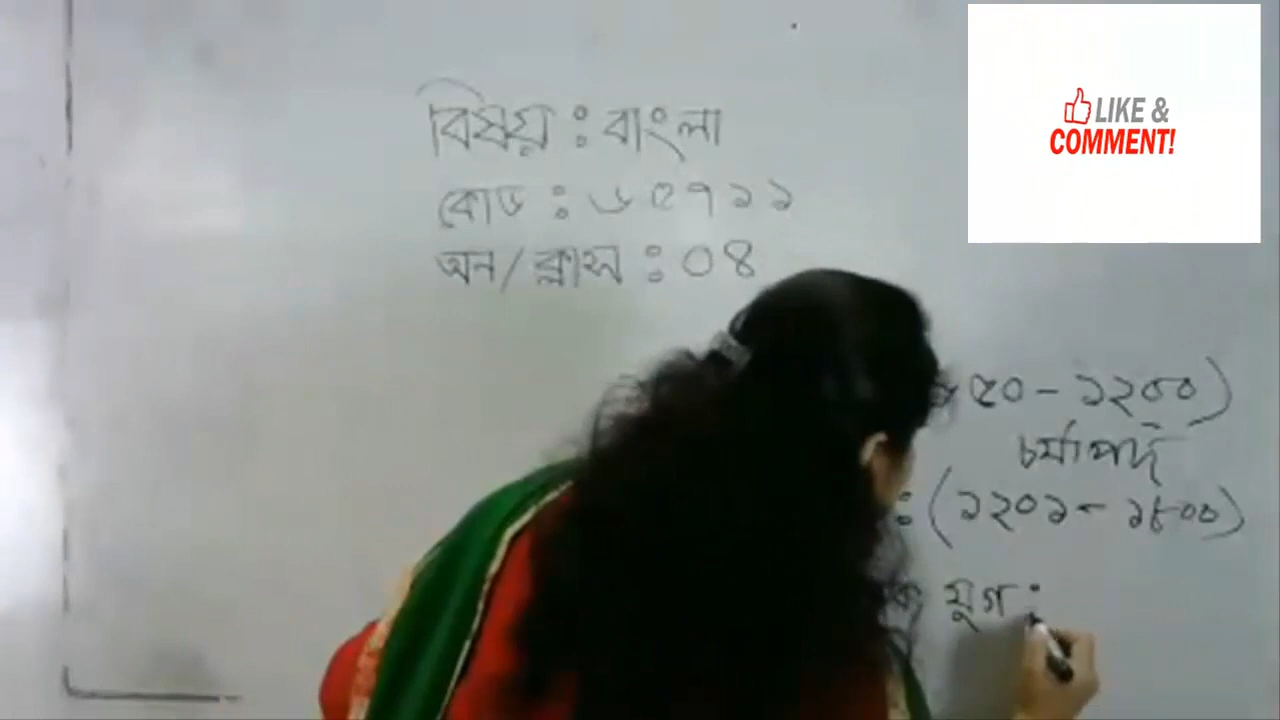 বিষয় : বাংলা
কোড : ৬৫৭১১
অন/ক্লাস : ০৪
৫০ - ১২০০)
চর্যাপদ
: (১২০১ - ১৮০০)
যুগ :
LIKE &
COMMENT!